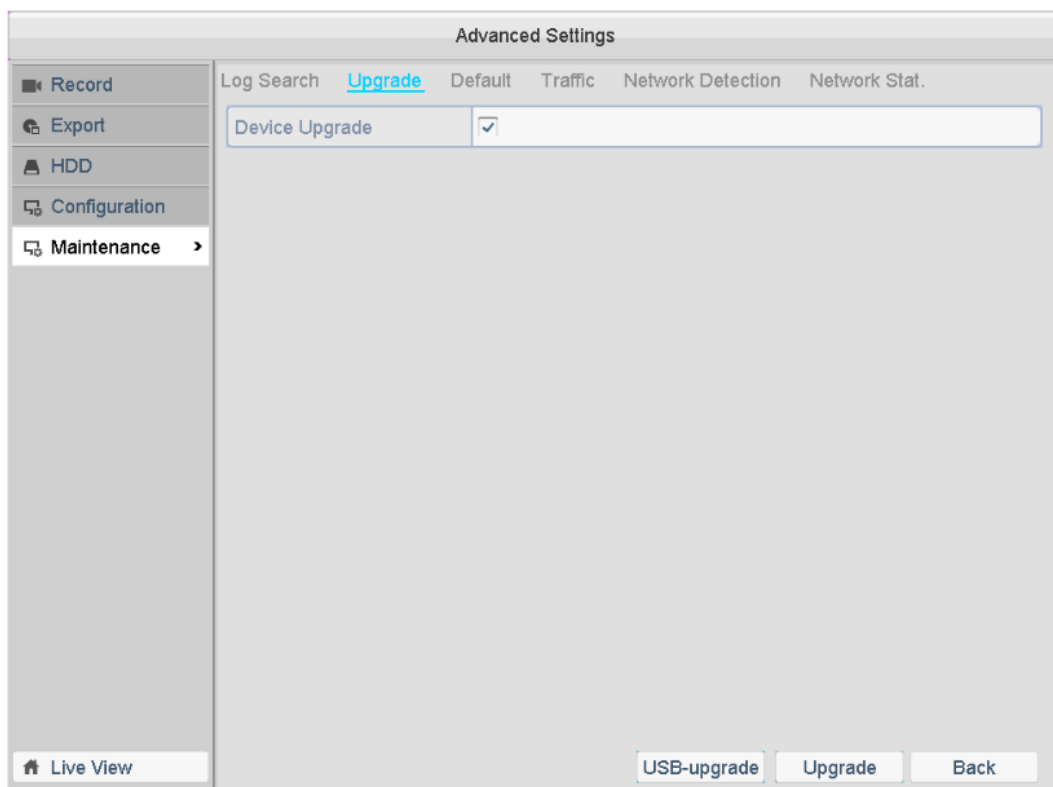 Advanced Settings
Record
Export
HDD
Configuration
Maintenance
Live View
Log Search Upgrade Default Traffic Network Detection Network Stat.
Device Upgrade
USB-upgrade Upgrade Back